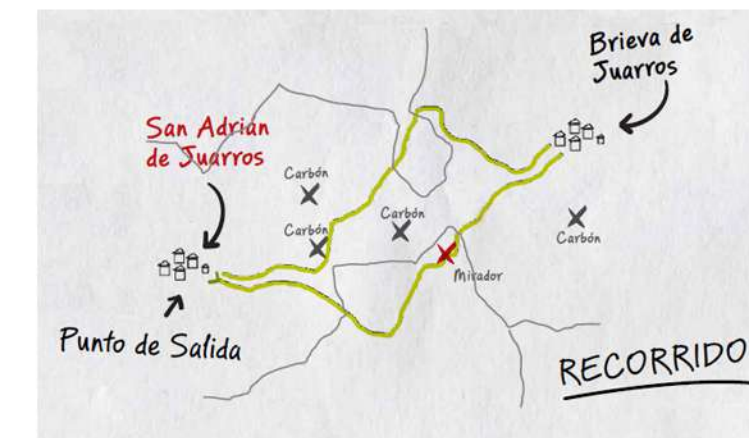 Brieva de
Juarros
San Adrián
de Juarros
Carbón
Carbón
Carbón
Carbón
Mirador
Punto de Salida
RECORRIDO